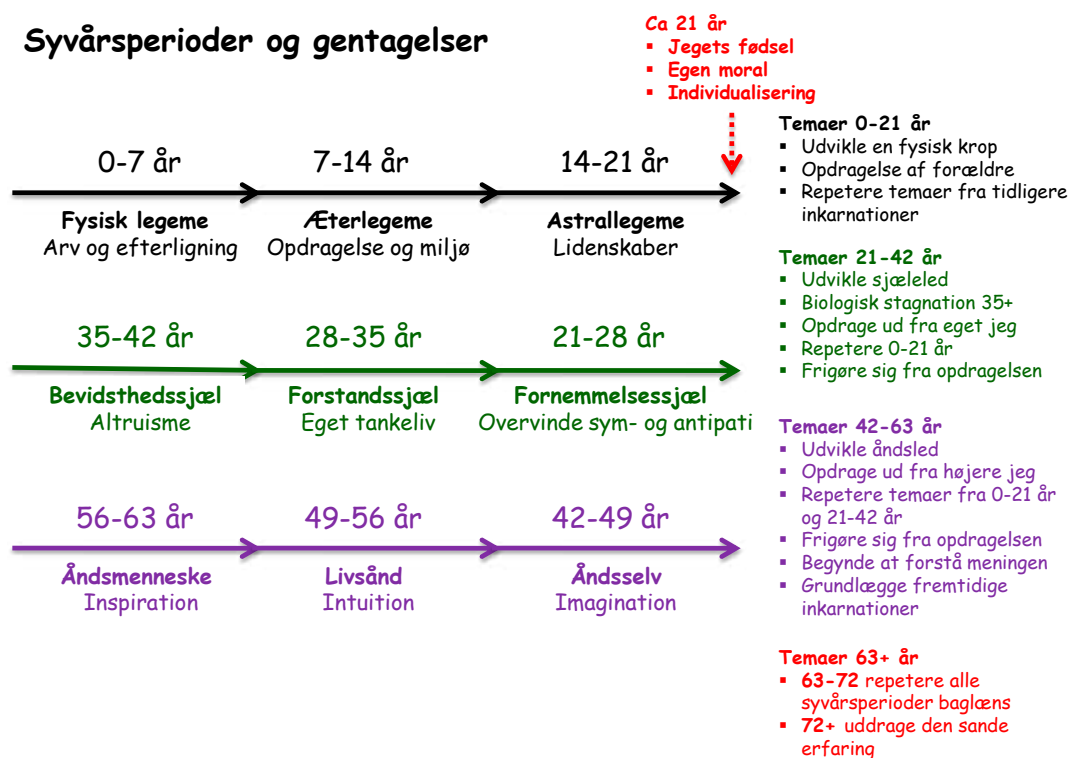 Syvårsperioder og gentagelser
Ca 21 år
▪ Jegets fødsel
▪ Egen moral
▪ Individualisering
0-7 år
7-14 år
14-21 år
Fysisk legeme
Arv og efterligning
Æterlegeme
Opdragelse og miljø
Astrallegeme
Lidenskaber
35-42 år
28-35 år
21-28 år
Bevidsthedssjæl
Altruisme
Forstandssjæl
Eget tankeliv
Fornemmelsessjæl
Overvinde sym- og antipati
56-63 år
49-56 år
42-49 år
Åndsmenneske
Inspiration
Livsånd
Intuition
Åndsselv
Imagination
Temaer 0-21 år
▪ Udvikle en fysisk krop
▪ Opdragelse af forældre
▪ Repetere temaer fra tidligere
inkarnationer
Temaer 21-42 år
▪ Udvikle sjæleled
▪ Biologisk stagnation 35+
▪ Opdrage ud fra eget jeg
▪ Repetere 0-21 år
▪ Frigøre sig fra opdragelsen
Temaer 42-63 år
▪ Udvikle åndsled
▪ Opdrage ud fra højere jeg
▪ Repetere temaer fra 0-21 år
og 21-42 år
▪ Frigøre sig fra opdragelsen
▪ Begynde at forstå meningen
▪ Grundlægge fremtidige
inkarnationer
Temaer 63+ år
▪ 63-72 repetere alle
syvårsperioder baglæns
▪ 72+ uddrage den sande
erfaring